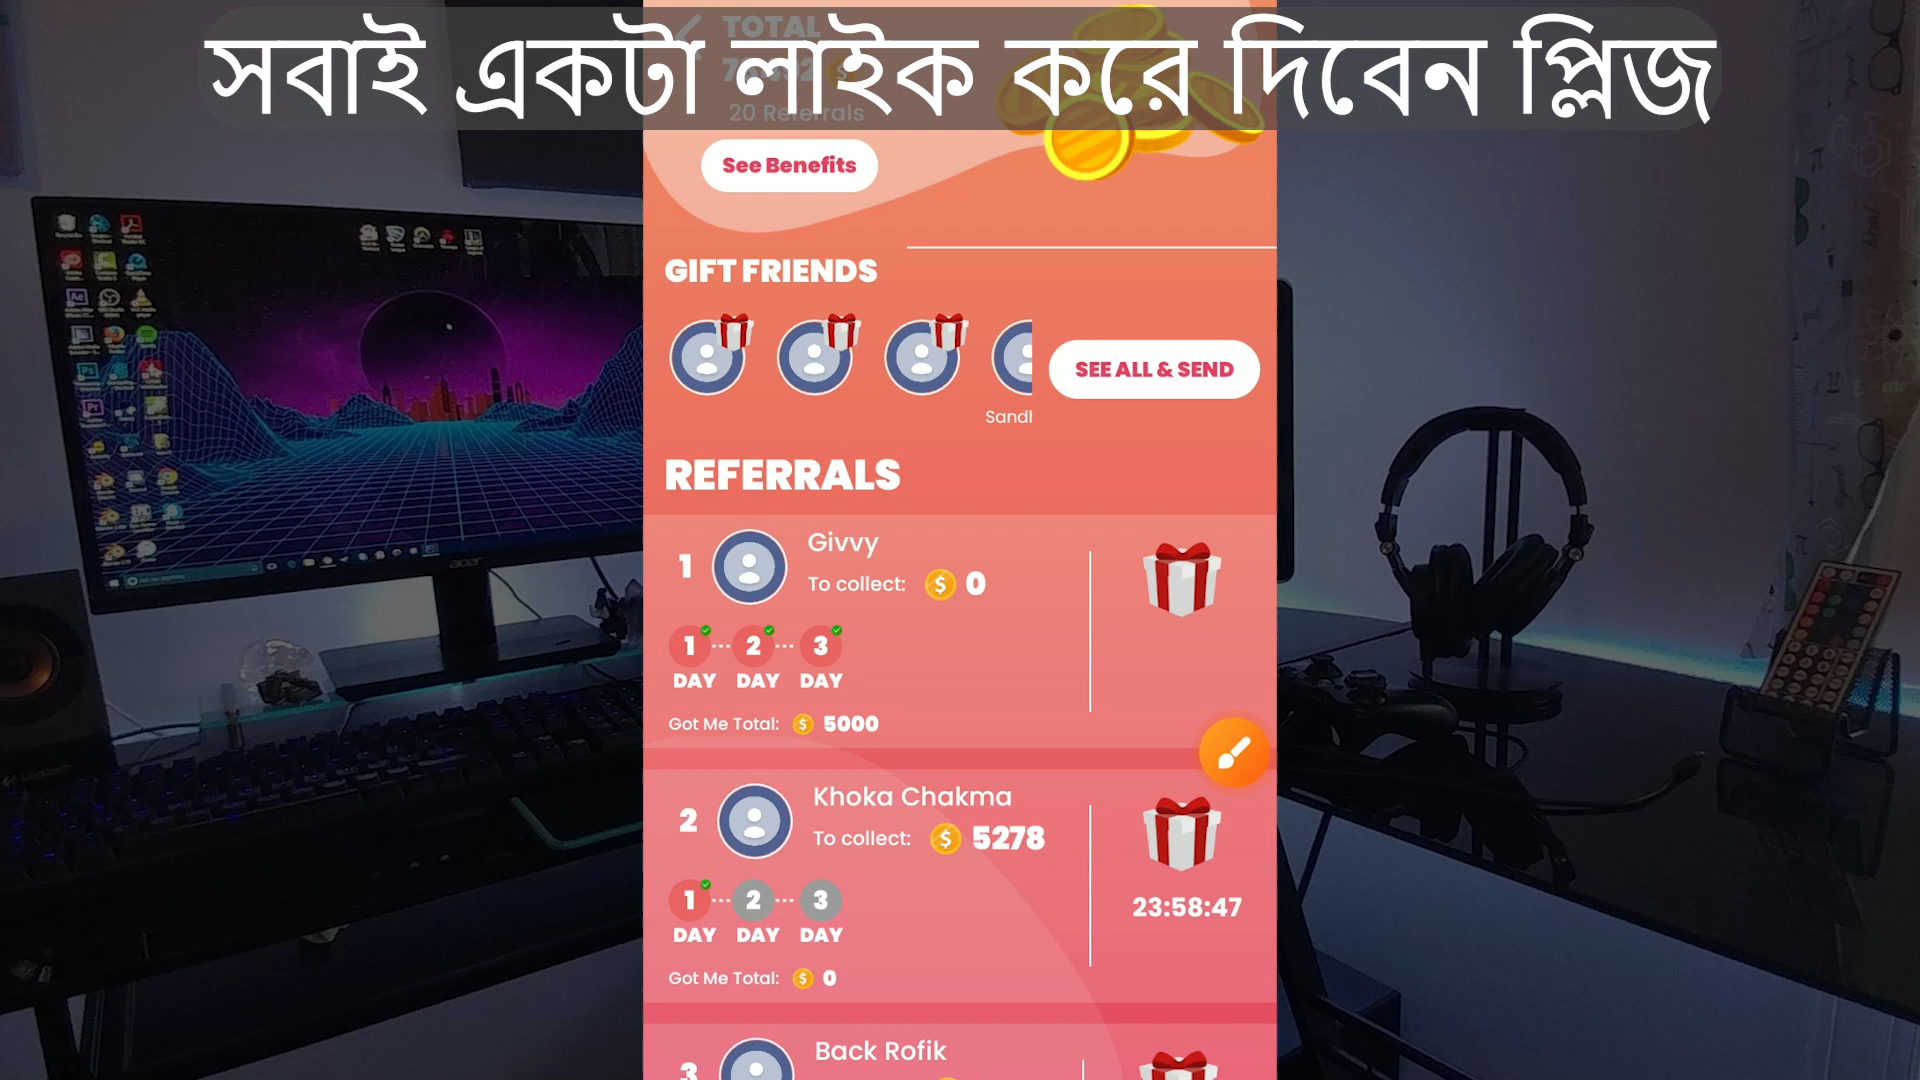 সবাই একটা লাইক করে দিবেন প্লিজ
TOTAL
20 Referrals
See Benefits
GIFT FRIENDS
SEE ALL & SEND
REFERRALS
1
Givvy
To collect: $ 0
1 2 3
DAY DAY DAY
Got Me Total: $ 5000
2
Khoka Chakma
To collect: $ 5278
23:58:47
1 2 3
DAY DAY DAY
Got Me Total: $ 0
3
Back Rofik